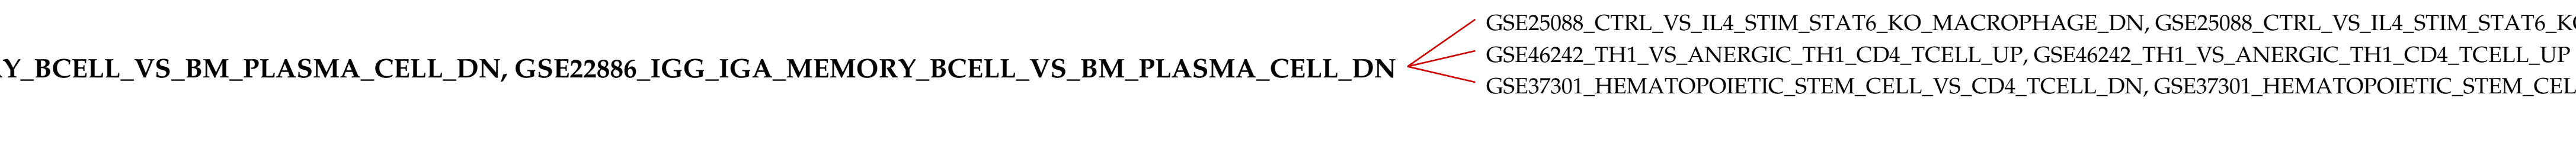 Y_BCELL_VS_BM_PLASMA_CELL_DN, GSE22886_IGG_IGA_MEMORY_BCELL_VS_BM_PLASMA_CELL_DN
GSE25088_CTRL_VS_IL4_STIM_STAT6_KO_MACROPHAGE_DN, GSE25088_CTRL_VS_IL4_STIM_STAT6_K
GSE46242_TH1_VS_ANERGIC_TH1_CD4_TCELL_UP, GSE46242_TH1_VS_ANERGIC_TH1_CD4_TCELL_UP
GSE37301_HEMATOPOIETIC_STEM_CELL_VS_CD4_TCELL_DN, GSE37301_HEMATOPOIETIC_STEM_CEL